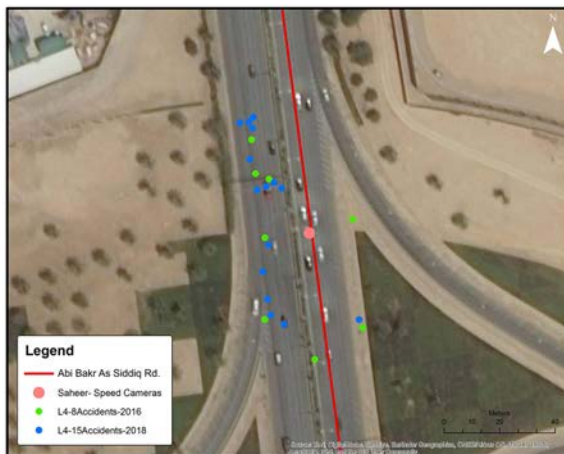 N
Legend
Abi Bakr As Siddiq Rd.
Saheer- Speed Cameras
L4-8Accidents-2016
L4-15Accidents-2018
Meters
0 10 20 40